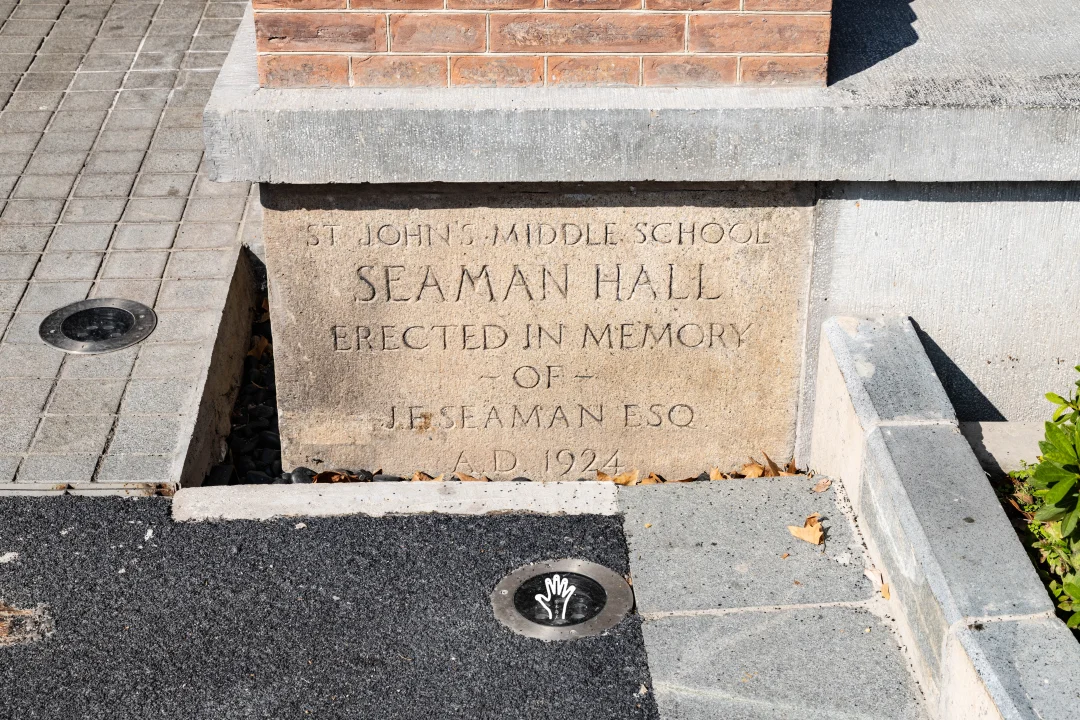 ST JOHN'S MIDDLE SCHOOL
SEAMAN HALL
ERECTED IN MEMORY
~ OF ~
J.F. SEAMAN ESQ
A.D. 1924